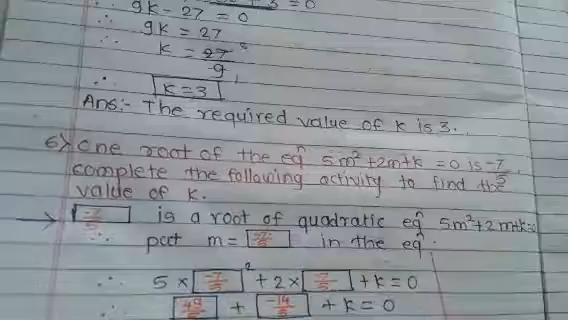 ∴ 9k - 27 = 0
∴ 9k = 27
∴ k = 27/9
∴ k = 3
Ans:- The required value of k is 3.
6) One root of the eqⁿ 5m²+2m+k = 0 is -7/5,
complete the following activity to find the
value of k.
→ -7/5 is a root of quadratic eqⁿ 5m²+2m+k=0
∴ put m = -7/5 in the eqⁿ.
∴ 5 × -7/5 ² + 2 × -7/5 + k = 0
∴ 49/5 + -14/5 + k = 0